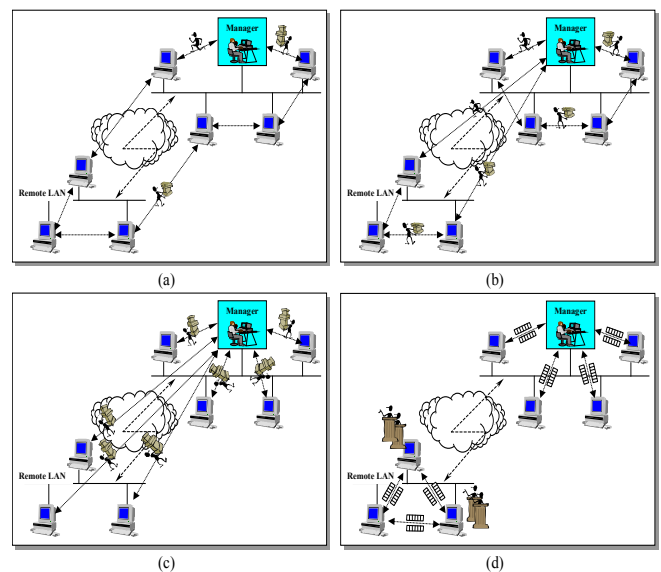 Manager
Remote LAN
(a)
Manager
Remote LAN
(b)
Manager
Remote LAN
(c)
Manager
Remote LAN
(d)